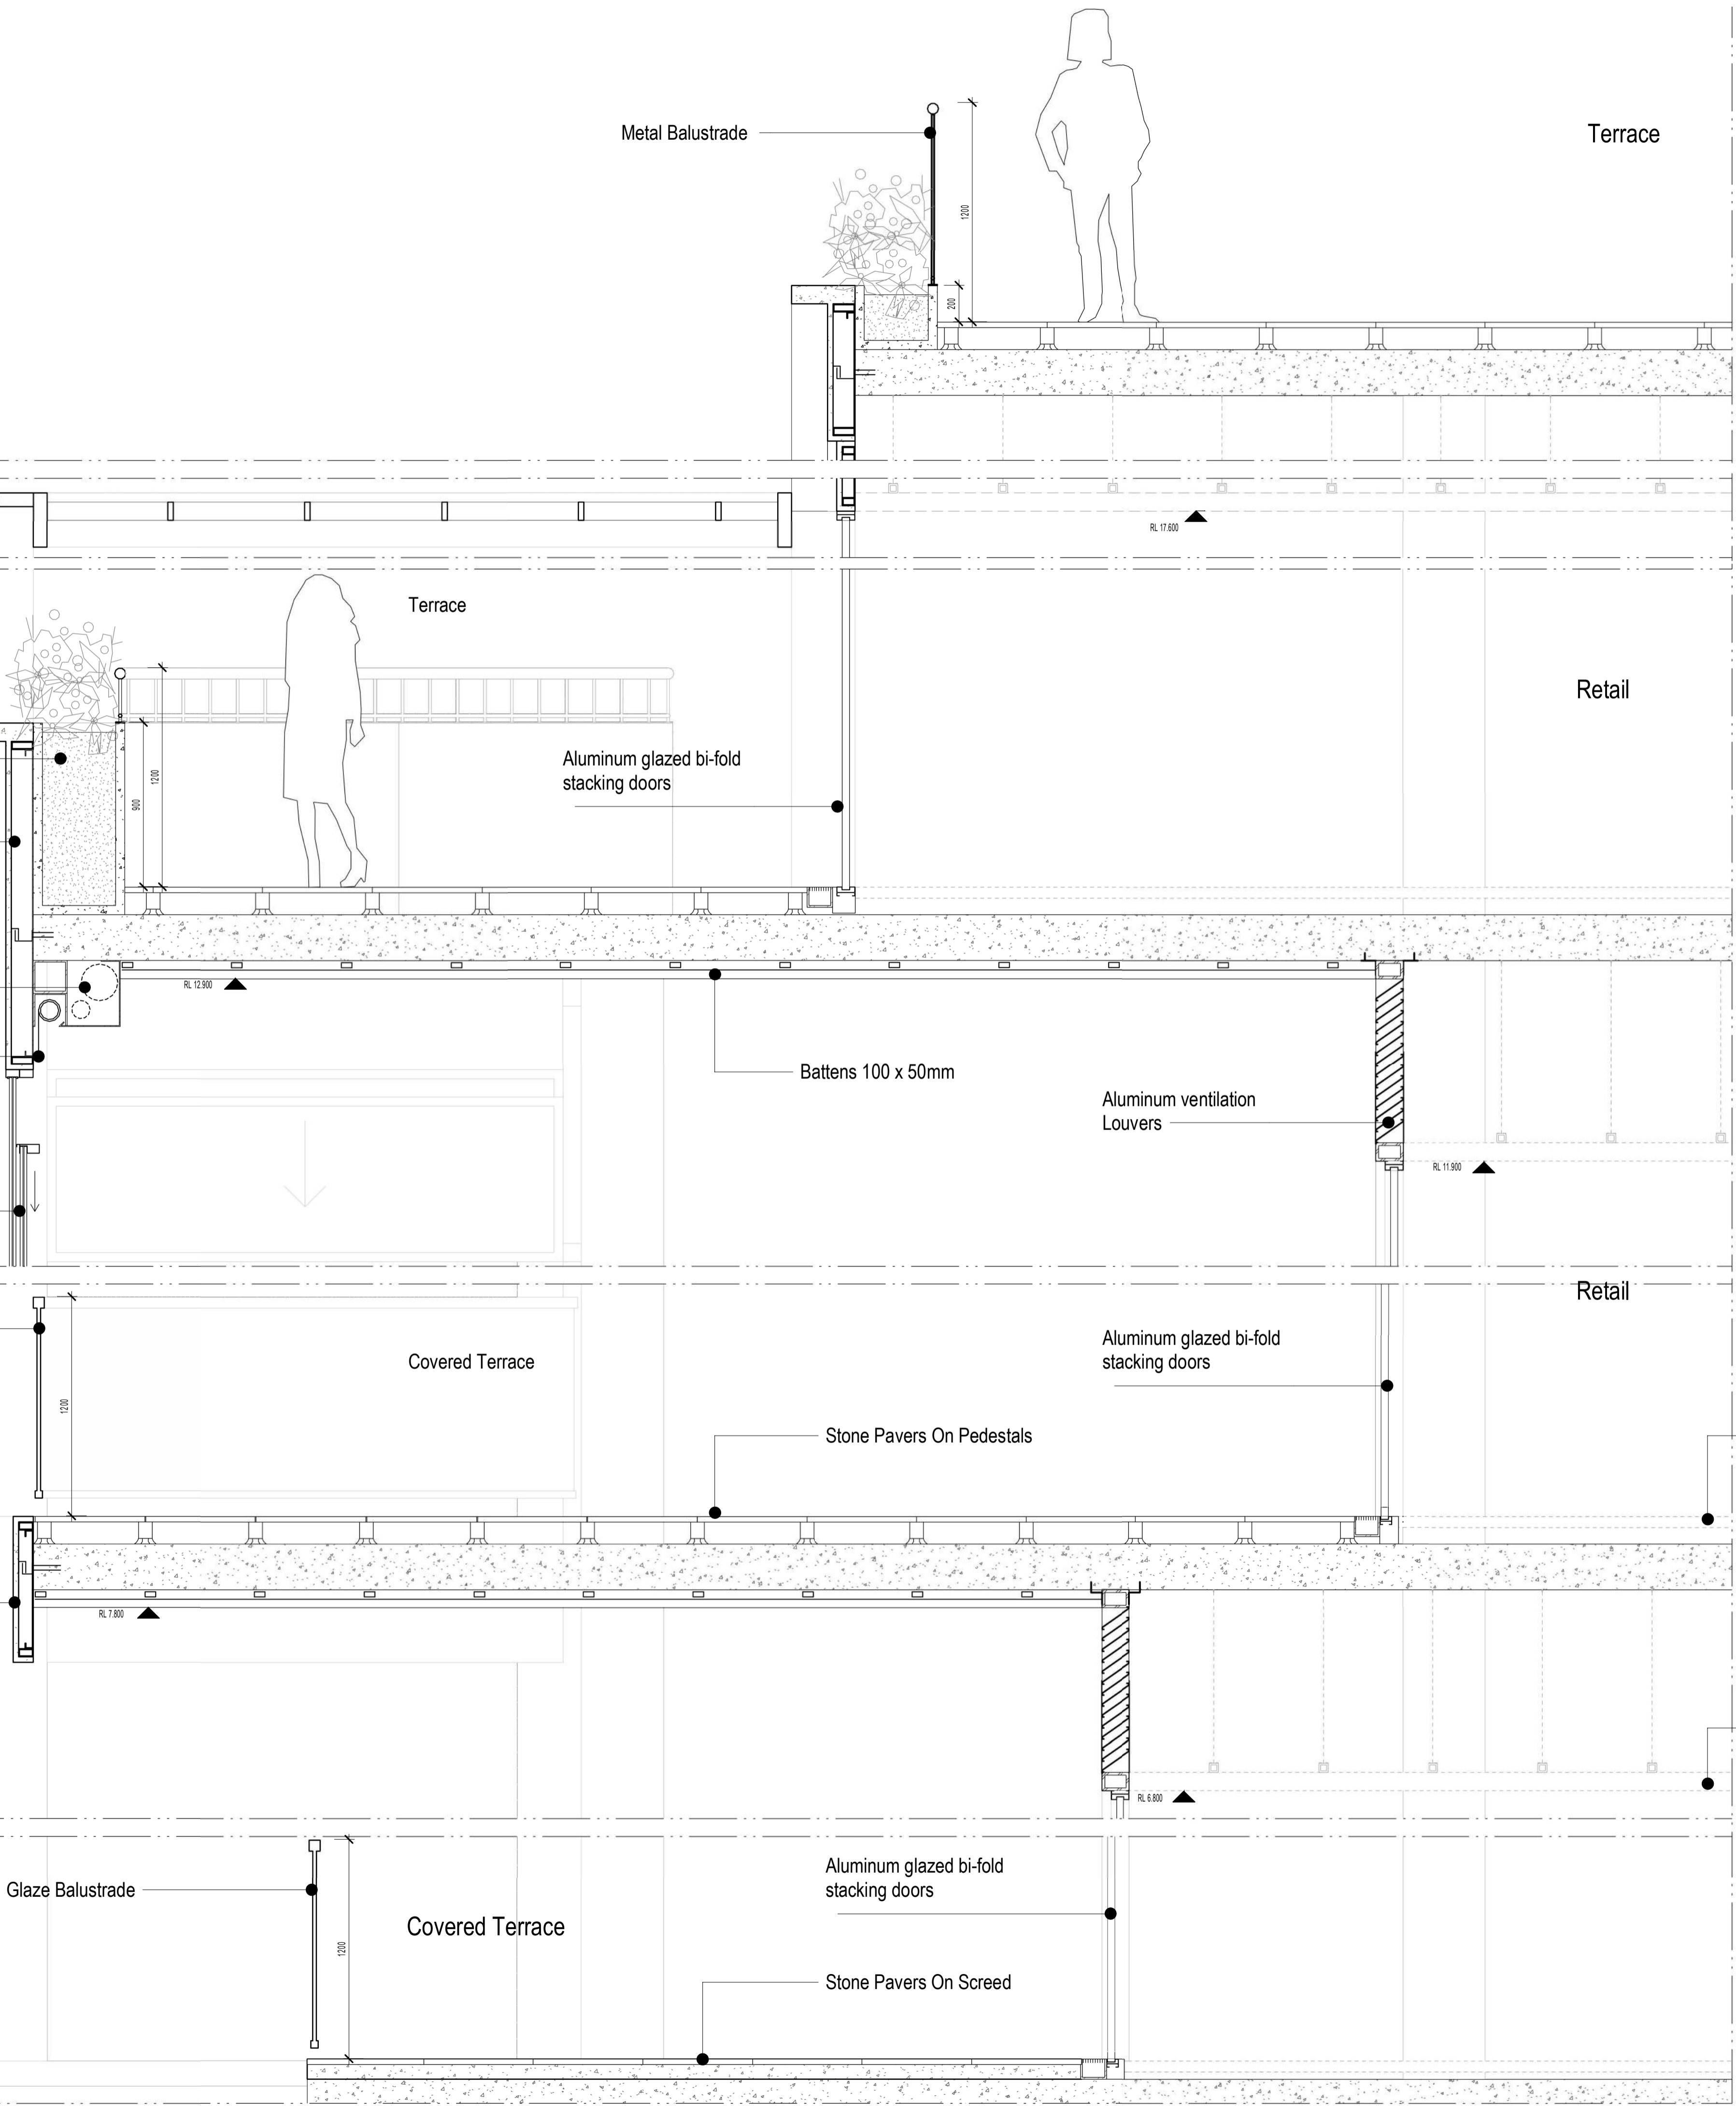 Metal Balustrade
Terrace
1200
200
RL 17.600
Terrace
Retail
Aluminum glazed bi-fold
stacking doors
1200
900
RL 12.900
Battens 100 x 50mm
Aluminum ventilation
Louvers
RL 11.900
Retail
Aluminum glazed bi-fold
stacking doors
Covered Terrace
1200
Stone Pavers On Pedestals
RL 7.800
RL 6.800
Aluminum glazed bi-fold
stacking doors
Glaze Balustrade
Covered Terrace
1200
Stone Pavers On Screed